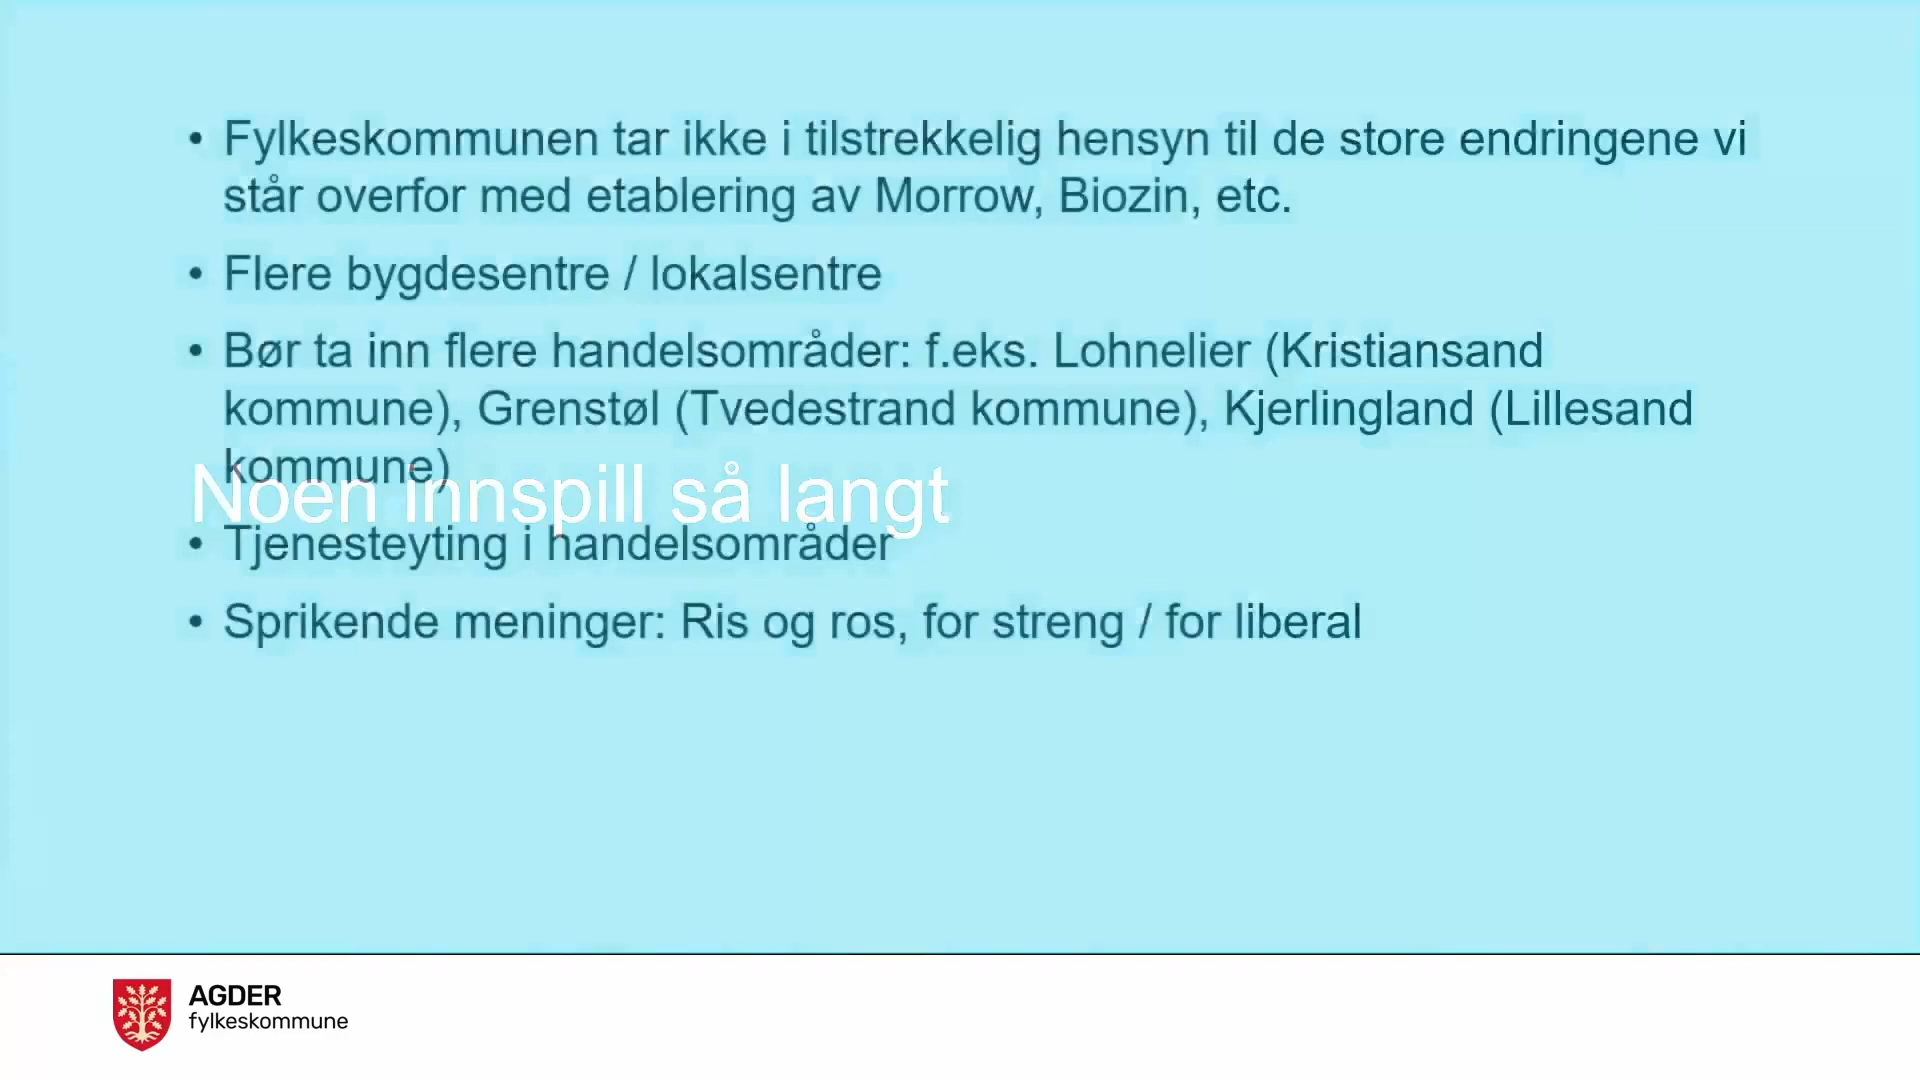 • Fylkeskommunen tar ikke i tilstrekkelig hensyn til de store endringene vi
står overfor med etablering av Morrow, Biozin, etc.
• Flere bygdesentre / lokalsentre
• Bør ta inn flere handelsområder: f.eks. Lohnelier (Kristiansand
kommune), Grenstøl (Tvedestrand kommune), Kjerlingland (Lillesand
kommune)
Noen innspill så langt
• Tjenesteyting i handelsområder
• Sprikende meninger: Ris og ros, for streng / for liberal
AGDER
fylkeskommune